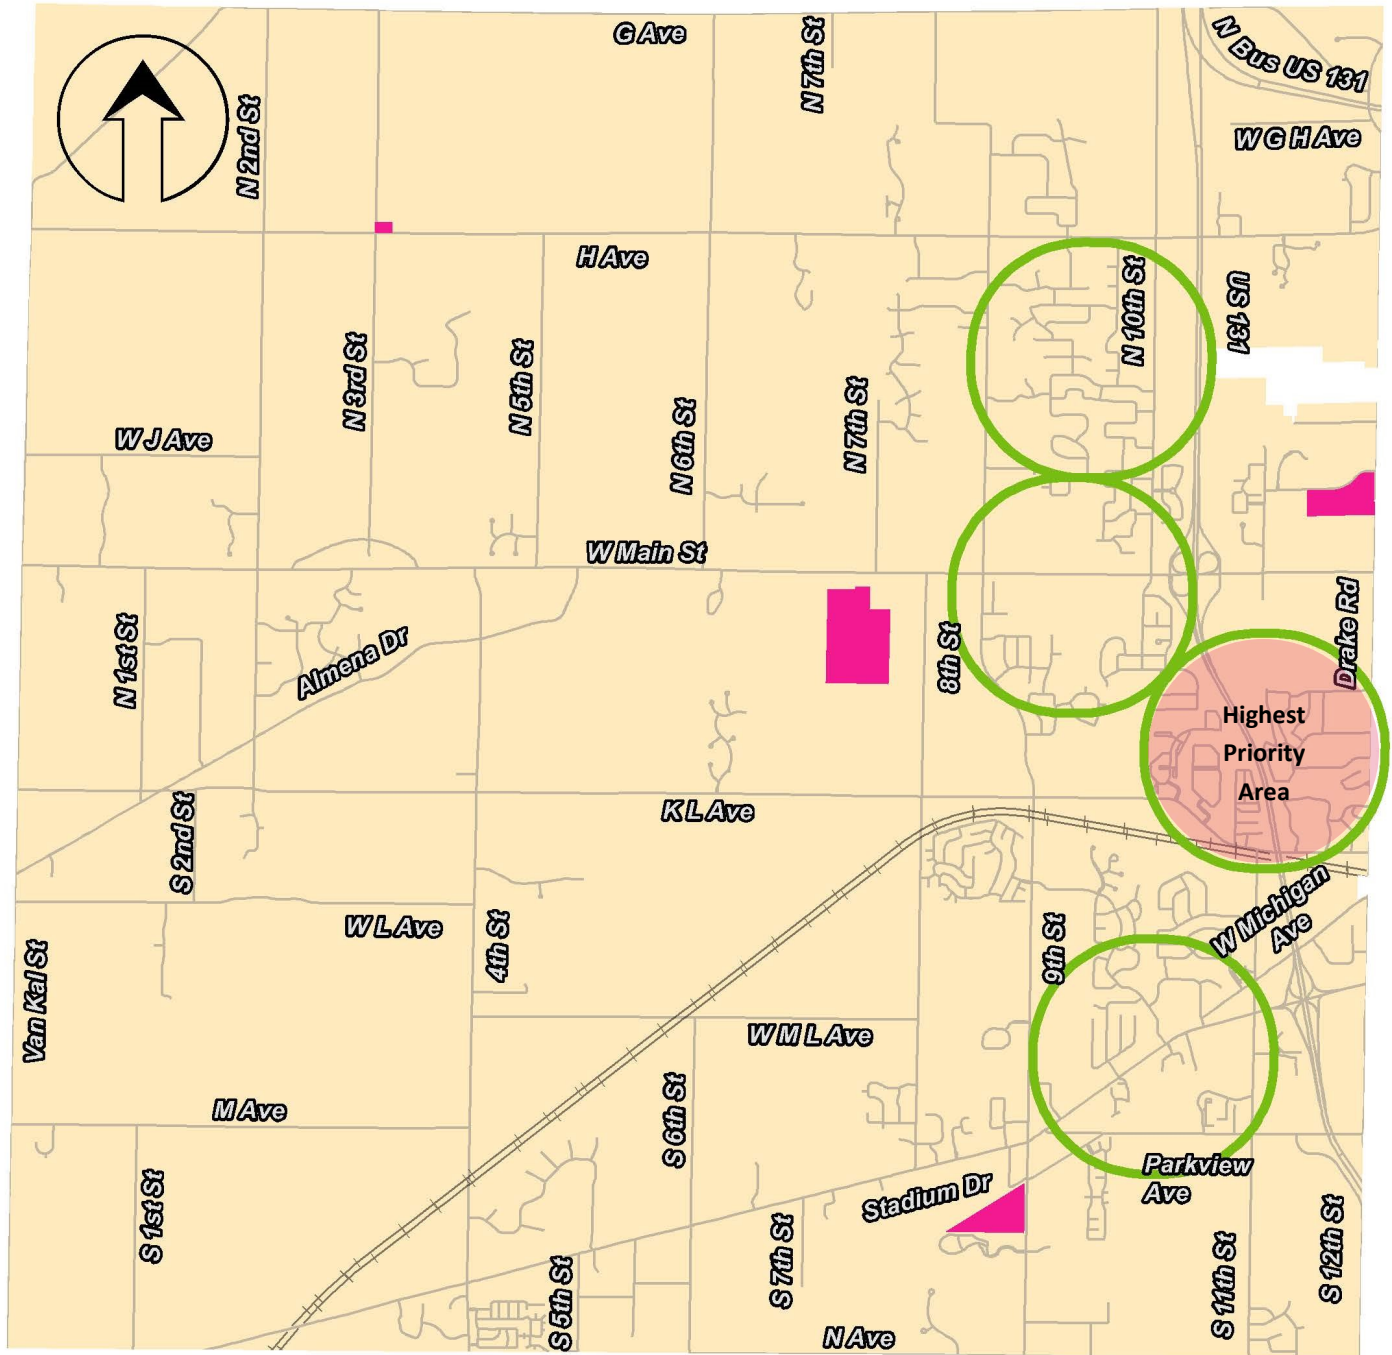 G Ave
N 7th St
N Bus US 131
N 2nd St
W G H Ave
H Ave
N 10th St
US 131
N 3rd St
N 5th St
N 6th St
N 7th St
W J Ave
W Main St
N 1st St
Almena Dr
8th St
Drake Rd
Highest
Priority
Area
K L Ave
S 2nd St
W L Ave
4th St
9th St
W Michigan
Ave
Van Kal St
W M L Ave
M Ave
S 6th St
S 1st St
Stadium Dr
Parkview
Ave
S 7th St
S 5th St
S 11th St
S 12th St
N Ave